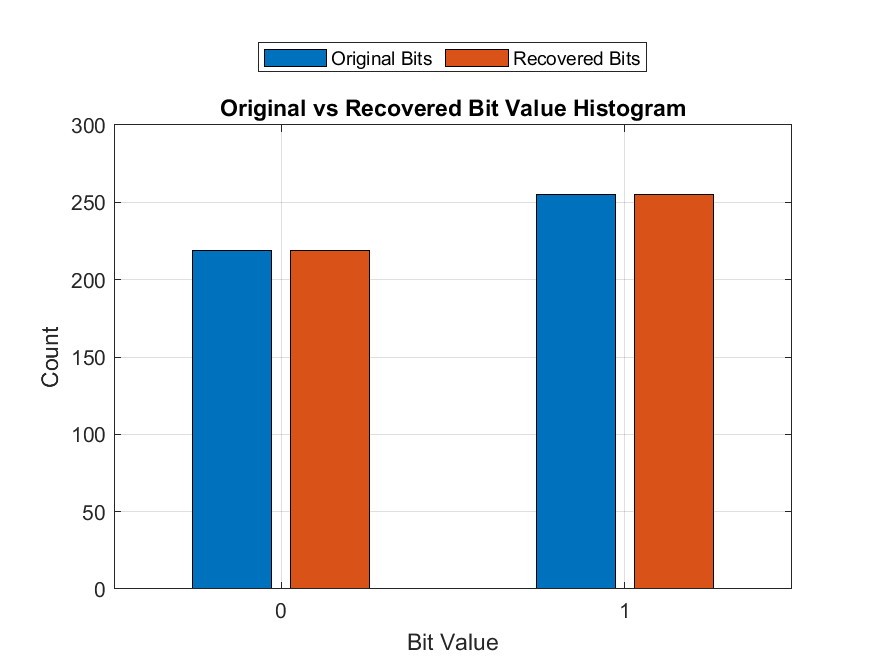 Original Bits Recovered Bits
Original vs Recovered Bit Value Histogram
300
250
200
150
100
50
0
Count
0 1
Bit Value